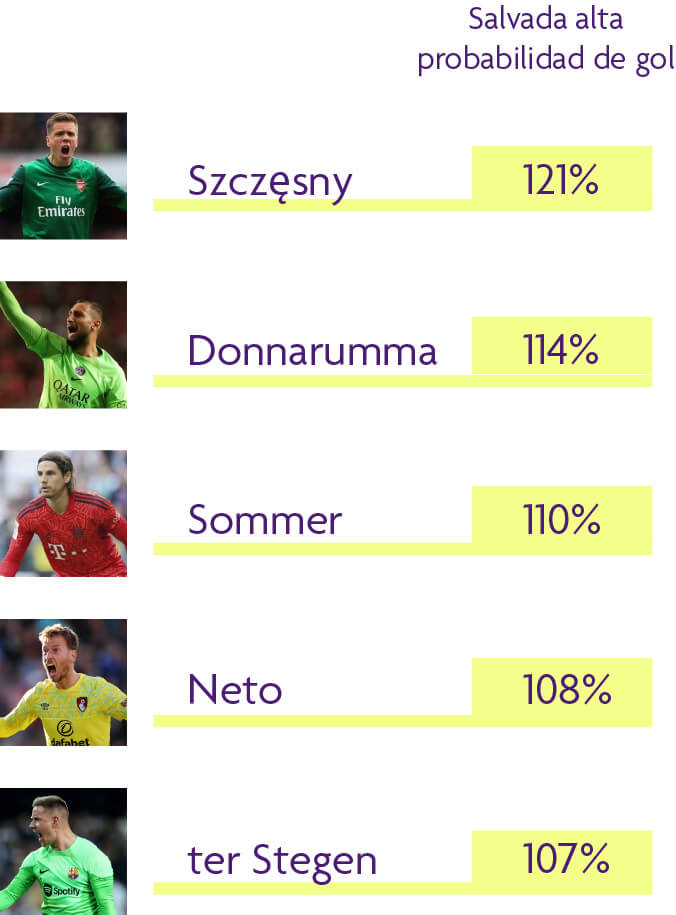 Salvada alta
probabilidad de gol
Fly
Emirates
Szczęsny
121%
QATAR
AIRWAYS
Donnarumma
114%
T
Sommer
110%
dafabet
Neto
108%
Spotify
ter Stegen
107%